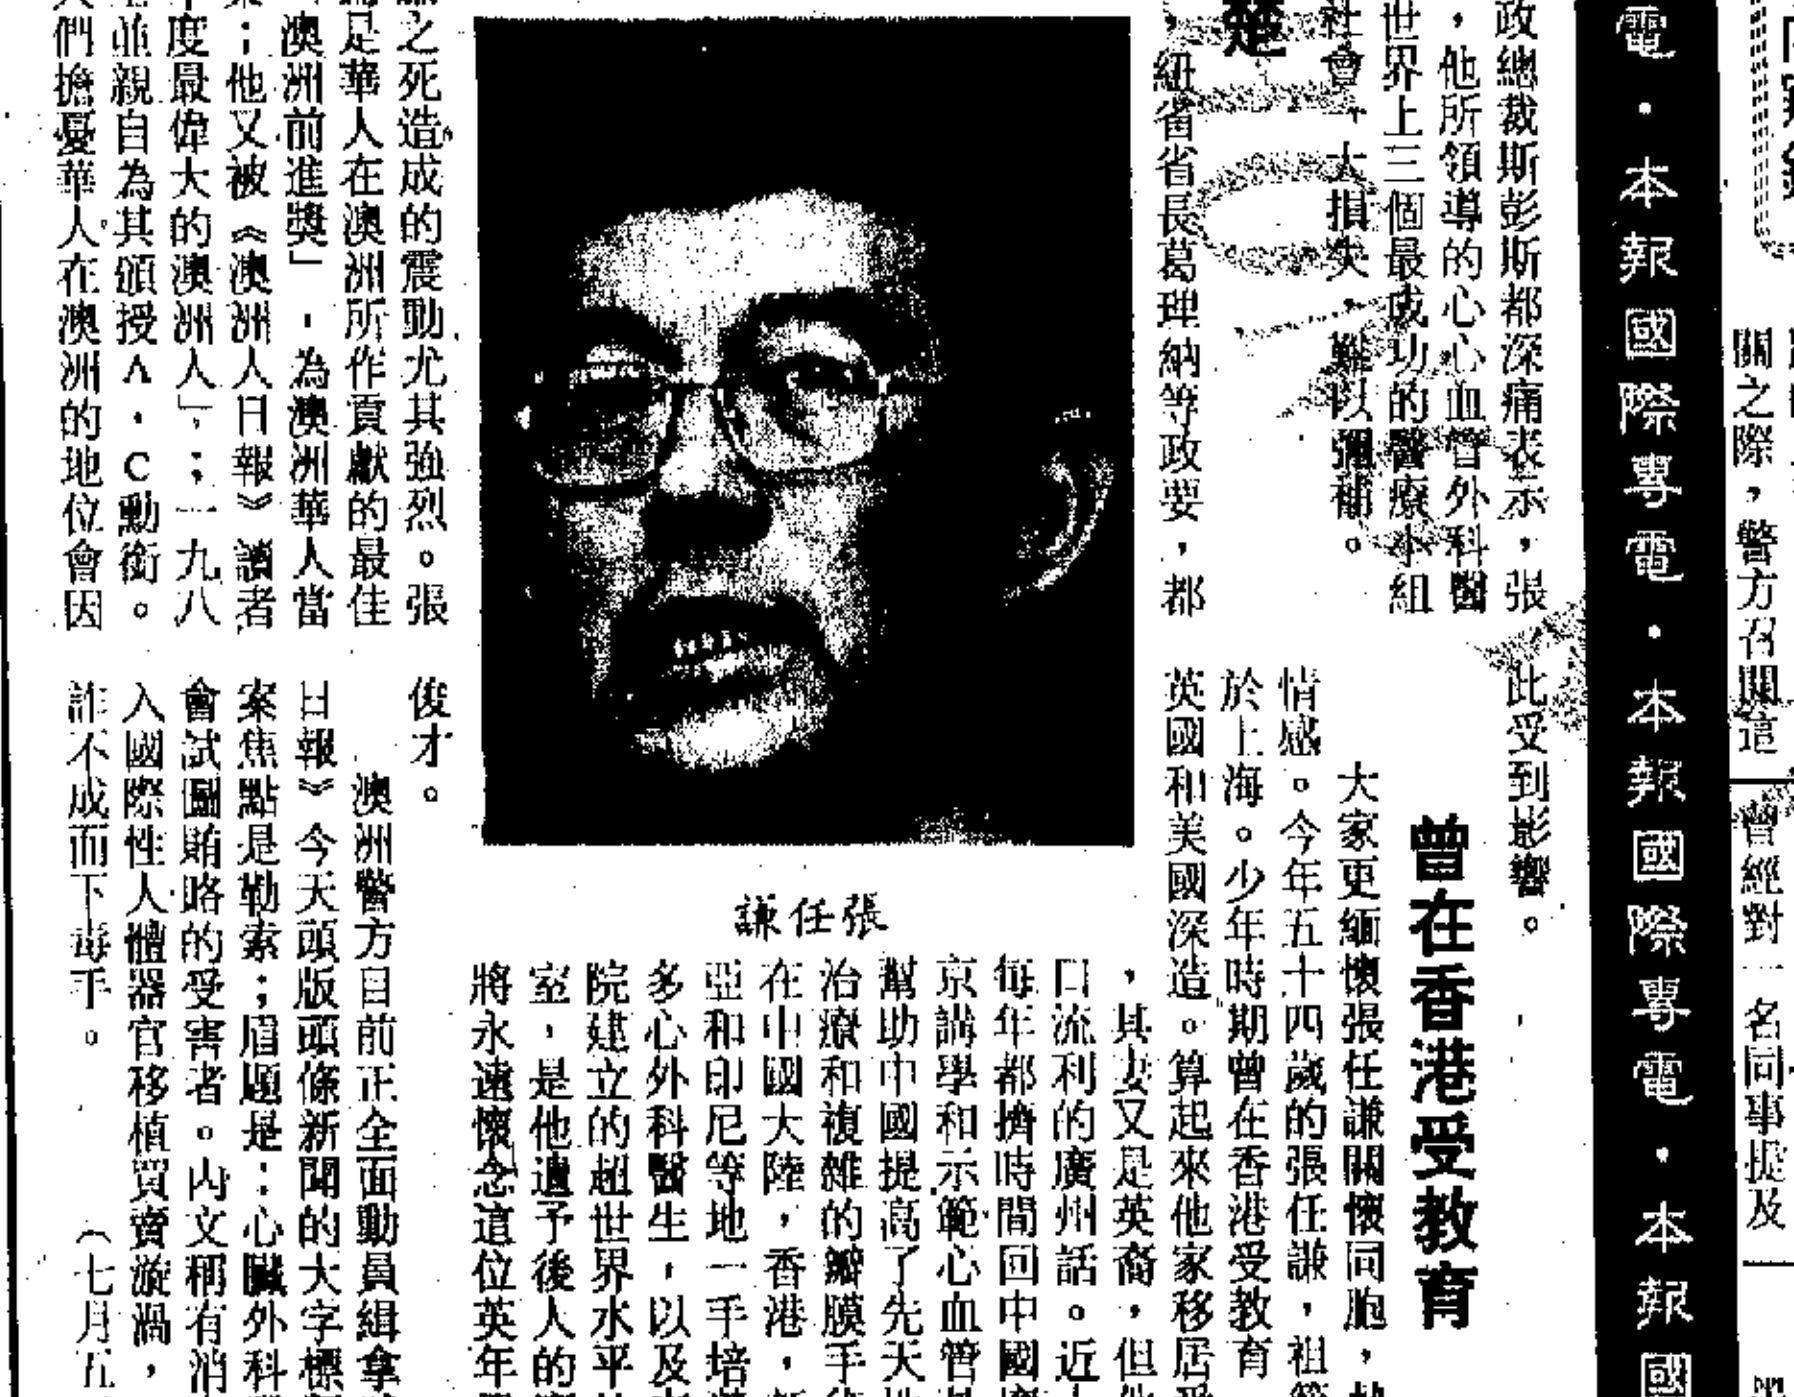 電・本報國際專電・本報國際專電・本報國
關之際，警方召開這
曾經對一名同事提及
政總裁斯彭斯都深痛表示，張
，他所領導的心心血管外科醫
世界上三個最成功的醫療小組
社會一大損失，難以彌補。
楚
，紐省省長葛理納等政要，都
之死造成的震動尤其強烈。張
是華人在澳洲所作貢獻的最佳
澳洲前進獎」，為澳洲華人當
；他又被《澳洲人日報》讀者
度最偉大的澳洲人」；一九八
並親自為其頒授A・C勳銜。
們擔憂華人在澳洲的地位會因
此受到影響。
曾在香港受教育
大家更緬懷張任謙關懷同胞，
情感。今年五十四歲的張任謙，祖
於上海。少年時期曾在香港受教育
英國和美國深造。算起來他家移居
，其妻又是英裔，但
口流利的廣州話。近
每年都擠時間回中國
京講學和示範心血管
幫助中國提高了先天
治療和複雜的瓣膜手
在中國大陸，香港，
亞和印尼等地一手培
多心外科醫生，以及
院建立的超世界水平
室，是他遺予後人的
將永遠懷念這位英年
俊才。
澳洲警方目前正全面動員緝拿
日報》今天頭版頭條新聞的大字標
案焦點是勒索；眉題是：心臟外科
會試圖賄賂的受害者。內文稱有消
入國際性人體器官移植買賣漩渦，
詐不成而下毒手。（七月五
張任謙